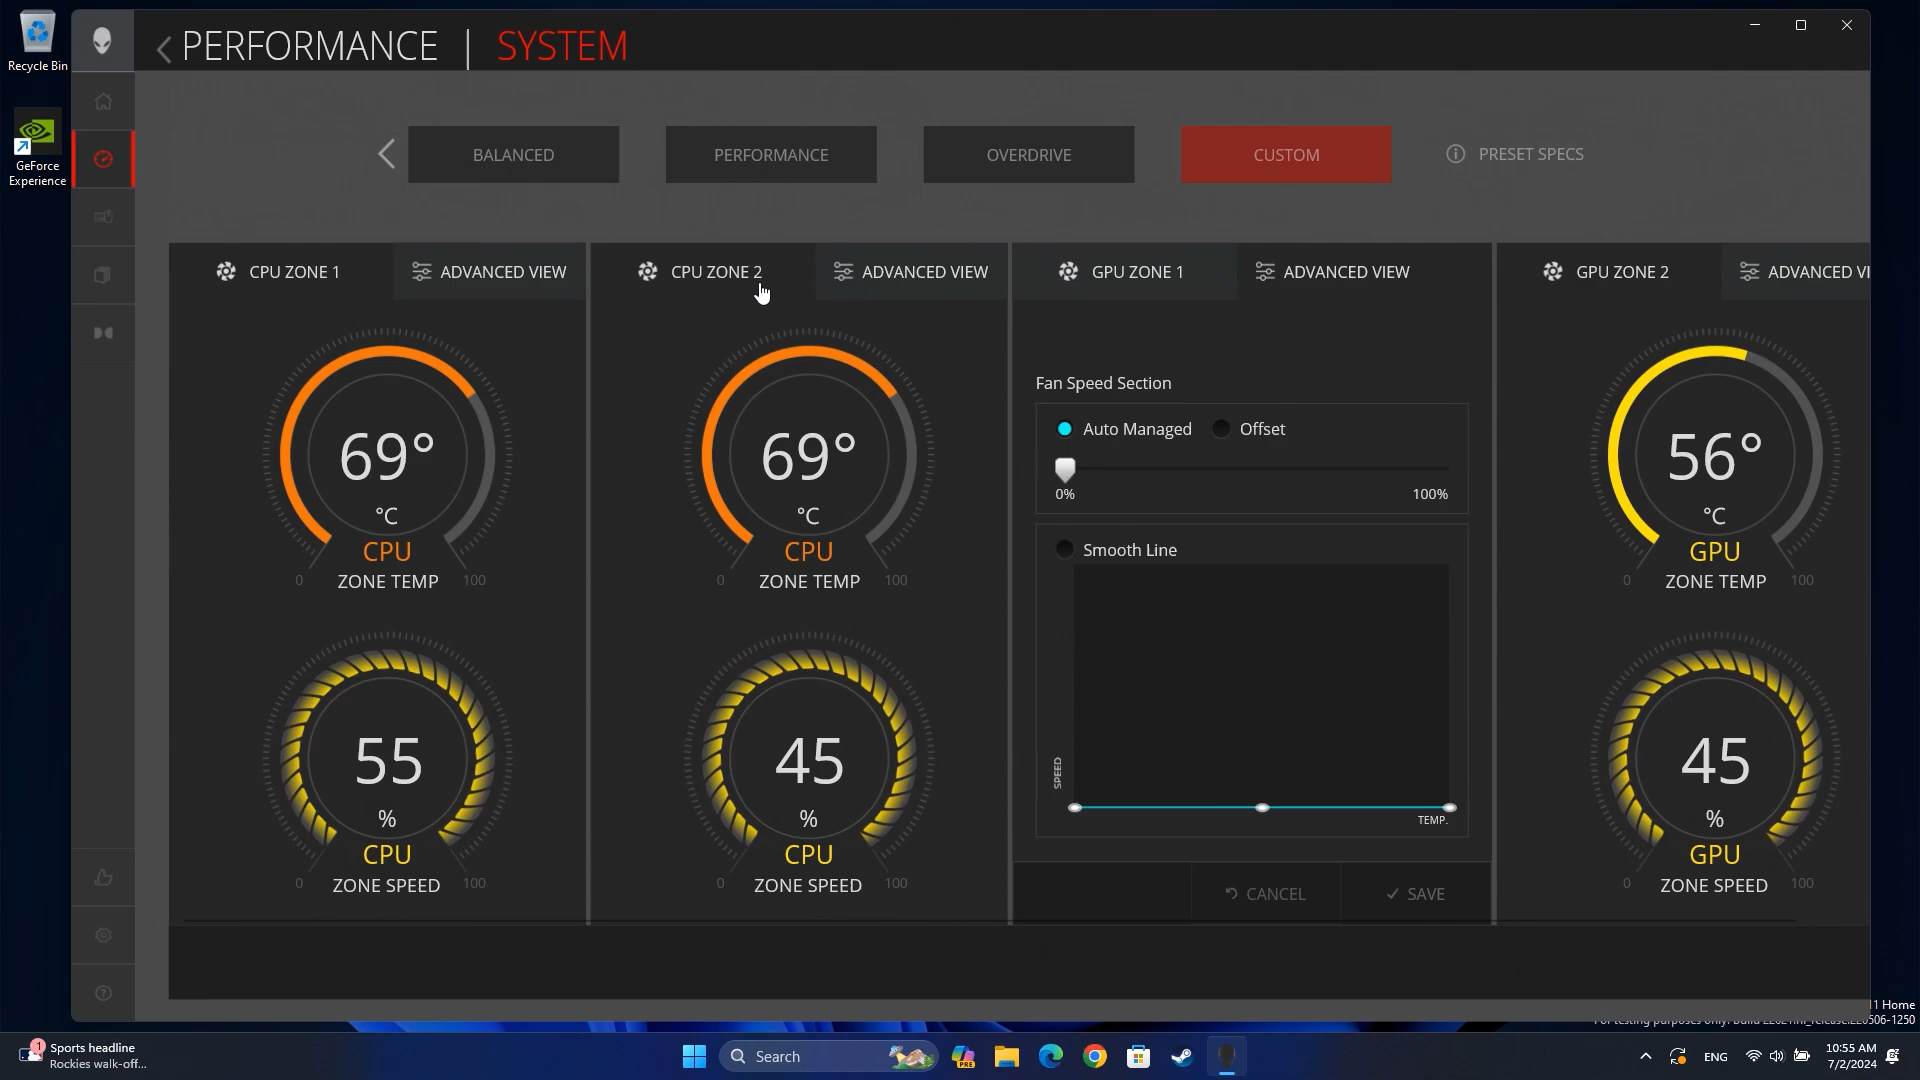 Recycle Bin
GeForce
Experience
PERFORMANCE | SYSTEM
BALANCED
PERFORMANCE
OVERDRIVE
CUSTOM
PRESET SPECS
CPU ZONE 1
ADVANCED VIEW
69°
°C
CPU
0
ZONE TEMP
100
55
%
CPU
0
ZONE SPEED
100
CPU ZONE 2
ADVANCED VIEW
69°
°C
CPU
0
ZONE TEMP
100
45
%
CPU
0
ZONE SPEED
100
GPU ZONE 1
ADVANCED VIEW
Fan Speed Section
Auto Managed
Offset
0%
100%
Smooth Line
SPEED
TEMP.
CANCEL
SAVE
GPU ZONE 2
ADVANCED VI
56°
°C
GPU
0
ZONE TEMP
100
45
%
GPU
0
ZONE SPEED
100
1 Home
1
Sports headline
Rockies walk-off...
Search
PRE
ENG
10:55 AM
7/2/2024